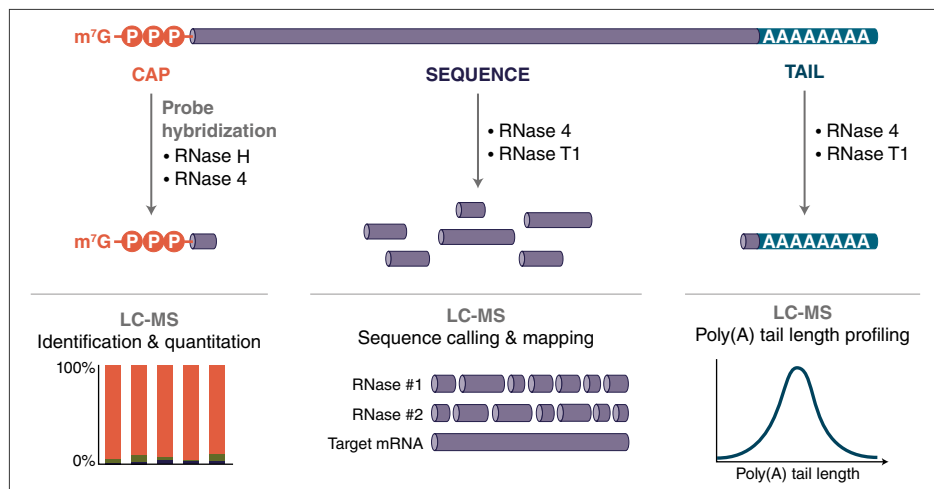 m⁷G P P P AAAAAAAA
CAP SEQUENCE TAIL
Probe
hybridization
• RNase H
• RNase 4
• RNase 4
• RNase T1
• RNase 4
• RNase T1
m⁷G P P P
AAAAAAAA
LC-MS
Identification & quantitation
100%
0%
LC-MS
Sequence calling & mapping
RNase #1
RNase #2
Target mRNA
LC-MS
Poly(A) tail length profiling
Poly(A) tail length